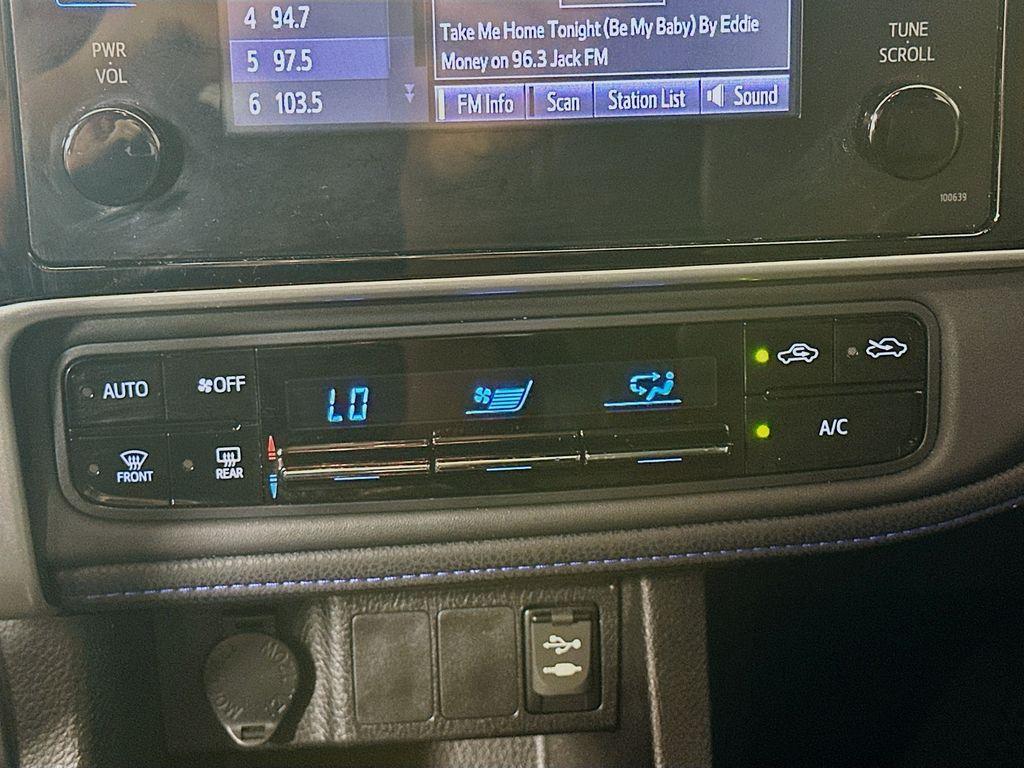 PWR
VOL
4 94.7
5 97.5
6 103.5
Take Me Home Tonight (Be My Baby) By Eddie
Money on 96.3 Jack FM
FM Info
Scan
Station List
Sound
TUNE
SCROLL
100639
AUTO
OFF
FRONT
REAR
LO
A/C